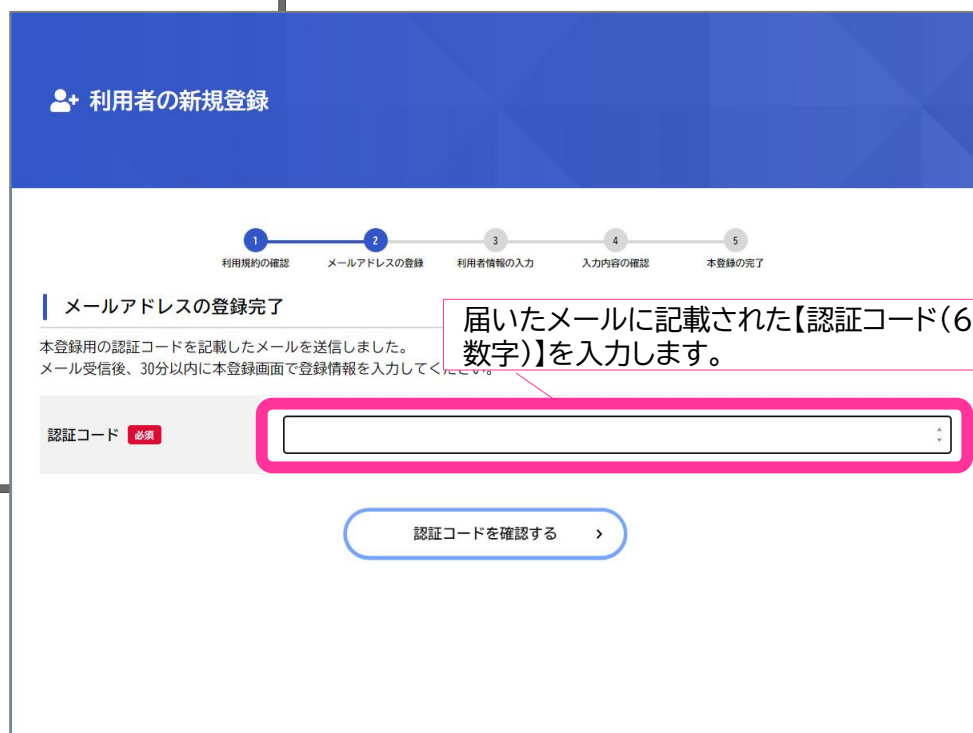 利用者の新規登録
1 2 3 4 5
利用規約の確認 メールアドレスの登録 利用者情報の入力 入力内容の確認 本登録の完了
メールアドレスの登録完了
届いたメールに記載された【認証コード（6
数字）】を入力します。
本登録用の認証コードを記載したメールを送信しました。
メール受信後、30分以内に本登録画面で登録情報を入力してください。
認証コード 必須
認証コードを確認する